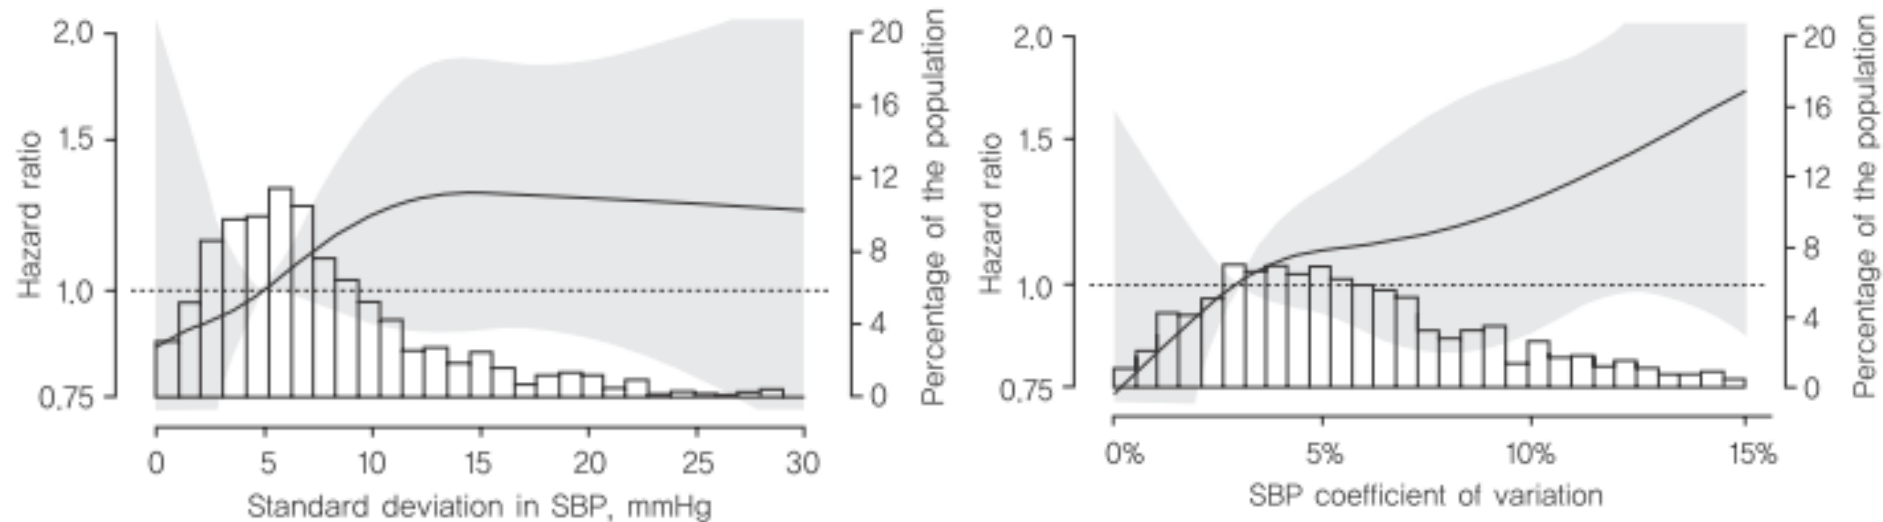 2,0
1,5
1,0
0,75
Hazard ratio
20
16
12
8
4
0
Percentage of the population
0 5 10 15 20 25 30
Standard deviation in SBP, mmHg
2,0
1,5
1,0
0,75
Hazard ratio
20
16
12
8
4
0
Percentage of the population
0% 5% 10% 15%
SBP coefficient of variation